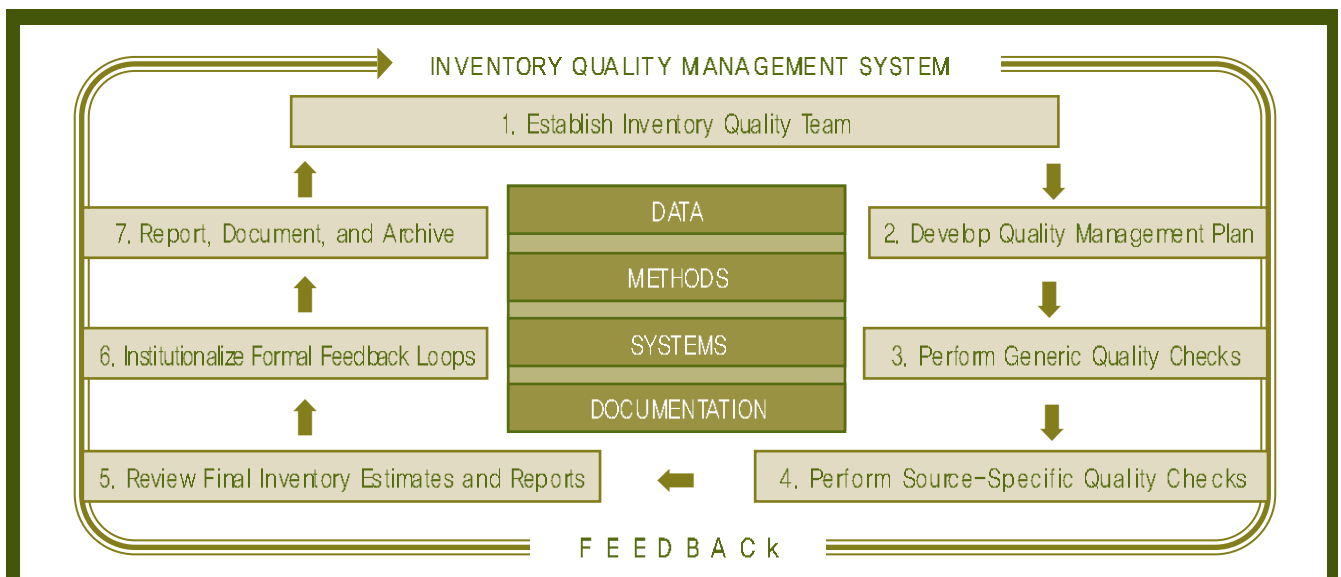 INVENTORY QUALITY MANAGEMENT SYSTEM
1. Establish Inventory Quality Team
7. Report, Document, and Archive
DATA
2. Develop Quality Management Plan
METHODS
6. Institutionalize Formal Feedback Loops
SYSTEMS
3. Perform Generic Quality Checks
DOCUMENTATION
5. Review Final Inventory Estimates and Reports
4. Perform Source-Specific Quality Checks
FEEDBACk